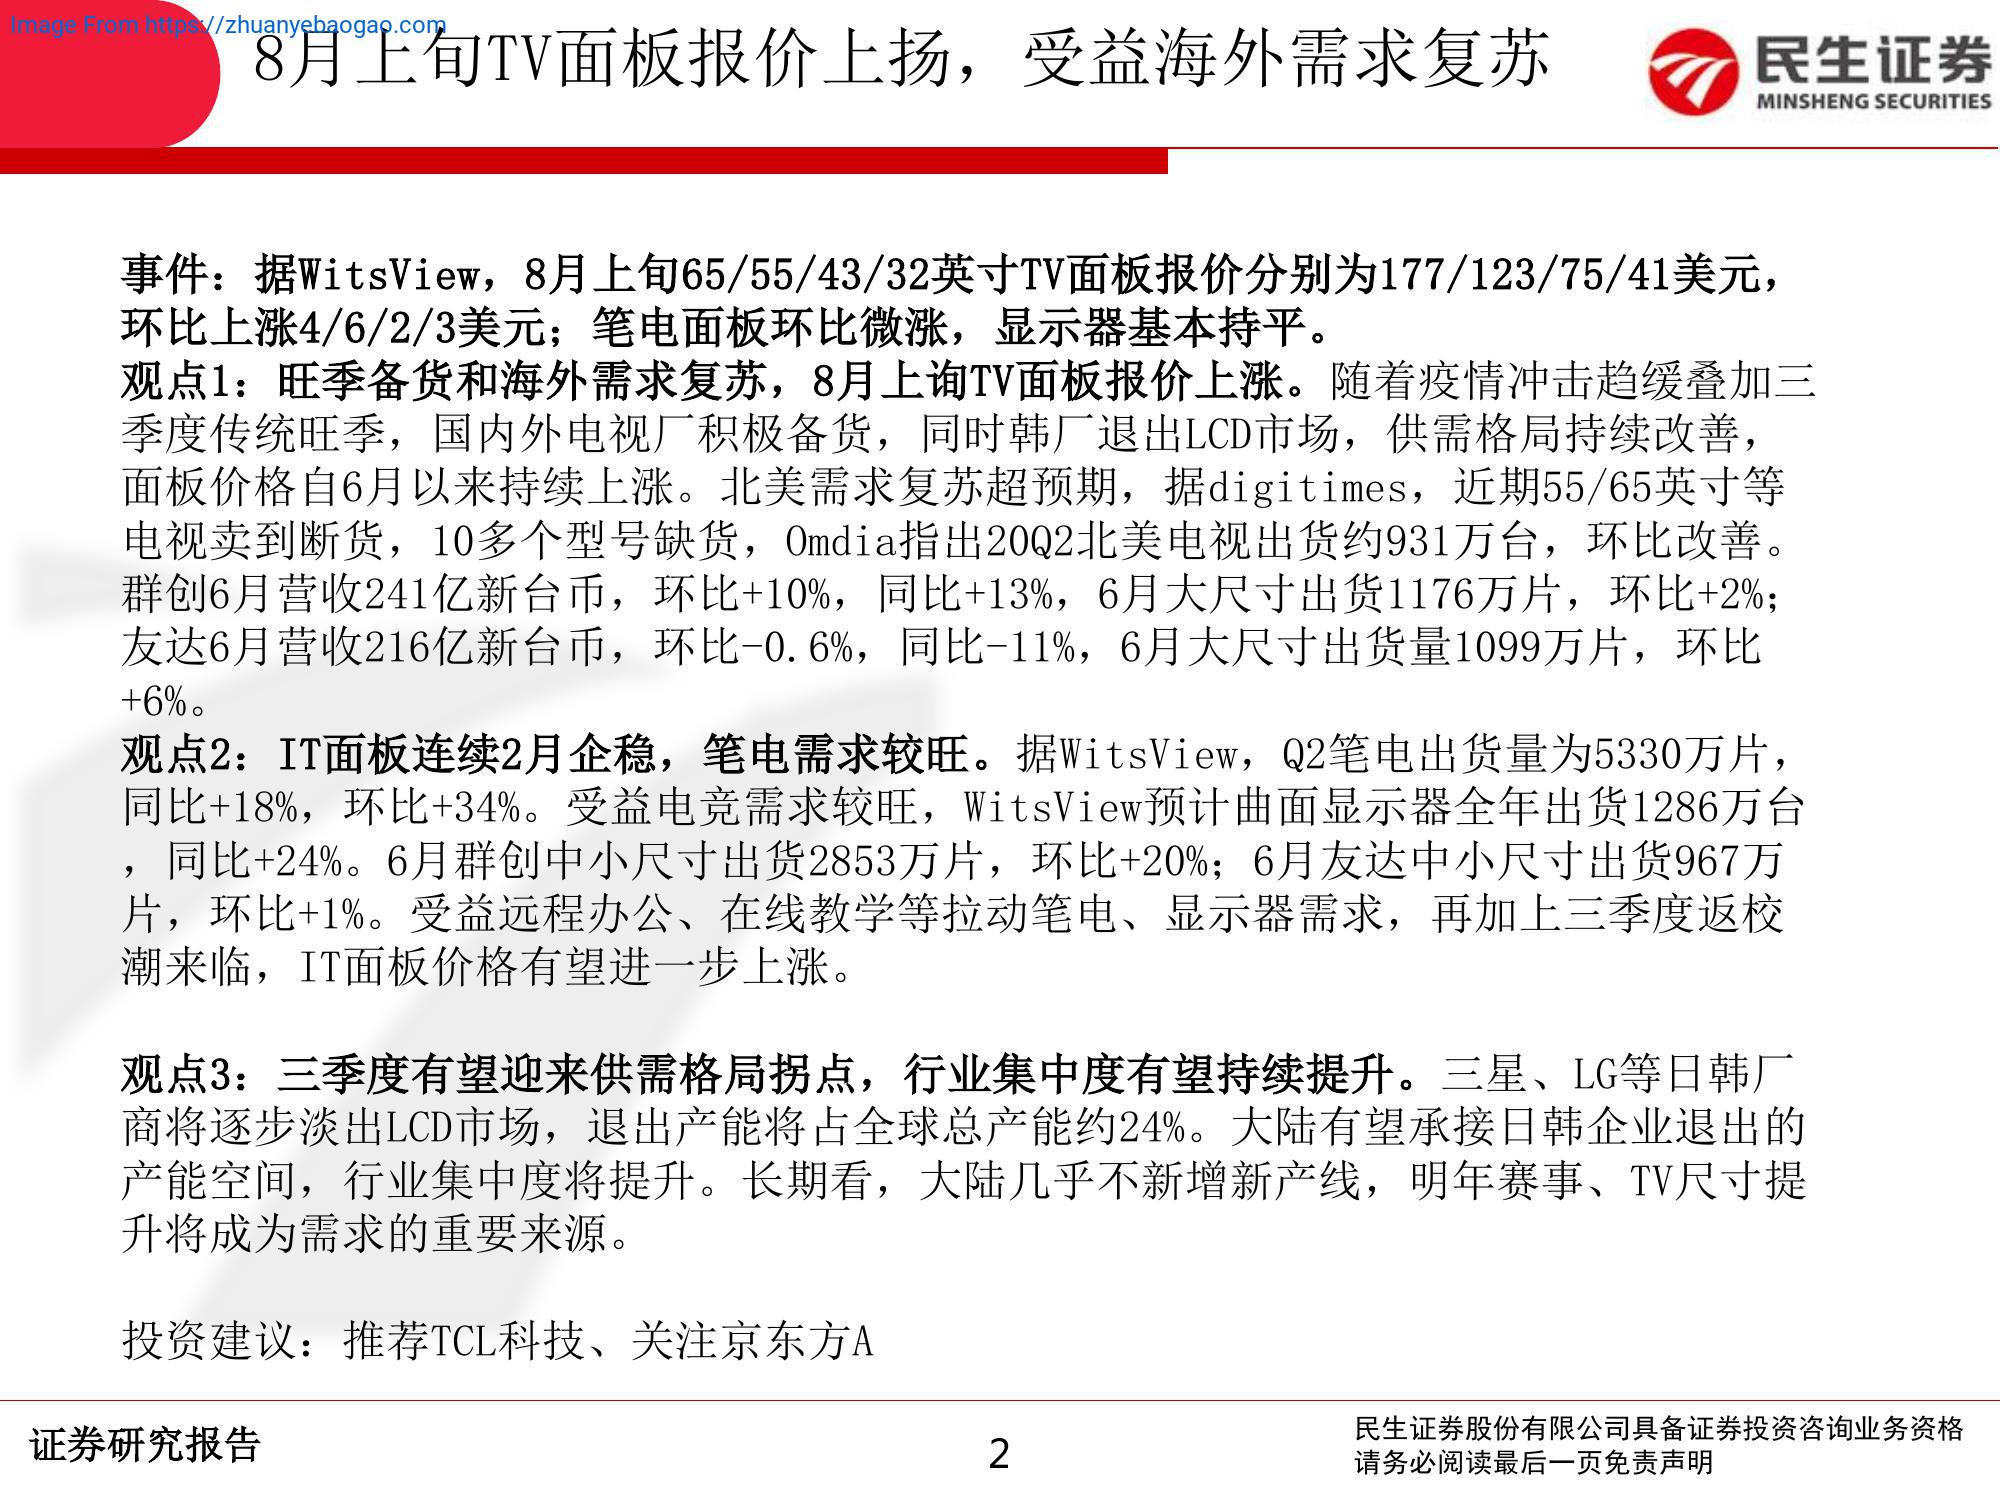 Image From https://zhuanyebaogao.com
8月上旬TV面板报价上扬，受益海外需求复苏
民生证券
MINSHENG SECURITIES
事件：据WitsView，8月上旬65/55/43/32英寸TV面板报价分别为177/123/75/41美元，
环比上涨4/6/2/3美元；笔电面板环比微涨，显示器基本持平。
观点1：旺季备货和海外需求复苏，8月上询TV面板报价上涨。随着疫情冲击趋缓叠加三
季度传统旺季，国内外电视厂积极备货，同时韩厂退出LCD市场，供需格局持续改善，
面板价格自6月以来持续上涨。北美需求复苏超预期，据digitimes，近期55/65英寸等
电视卖到断货，10多个型号缺货，Omdia指出20Q2北美电视出货约931万台，环比改善。
群创6月营收241亿新台币，环比+10%，同比+13%，6月大尺寸出货1176万片，环比+2%；
友达6月营收216亿新台币，环比-0.6%，同比-11%，6月大尺寸出货量1099万片，环比
+6%。
观点2：IT面板连续2月企稳，笔电需求较旺。据WitsView，Q2笔电出货量为5330万片，
同比+18%，环比+34%。受益电竞需求较旺，WitsView预计曲面显示器全年出货1286万台
，同比+24%。6月群创中小尺寸出货2853万片，环比+20%；6月友达中小尺寸出货967万
片，环比+1%。受益远程办公、在线教学等拉动笔电、显示器需求，再加上三季度返校
潮来临，IT面板价格有望进一步上涨。
观点3：三季度有望迎来供需格局拐点，行业集中度有望持续提升。三星、LG等日韩厂
商将逐步淡出LCD市场，退出产能将占全球总产能约24%。大陆有望承接日韩企业退出的
产能空间，行业集中度将提升。长期看，大陆几乎不新增新产线，明年赛事、TV尺寸提
升将成为需求的重要来源。
投资建议：推荐TCL科技、关注京东方A
证券研究报告
2
民生证券股份有限公司具备证券投资咨询业务资格
请务必阅读最后一页免责声明